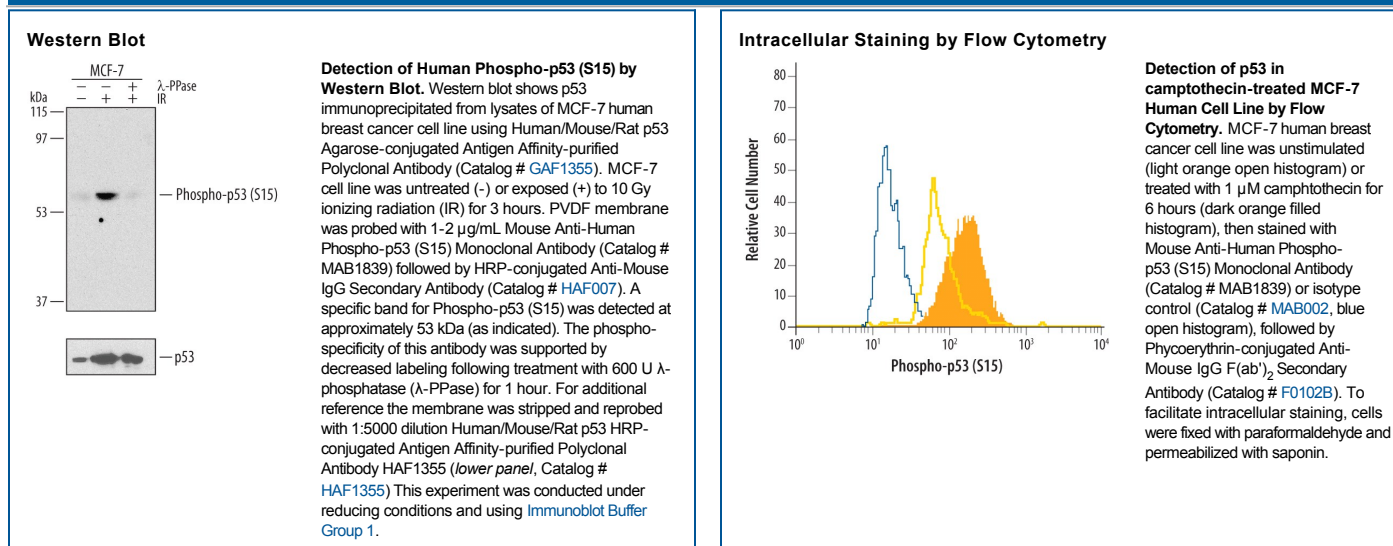 Western Blot
MCF-7
– – + λ-PPase
– + + IR
kDa
115
97
Phospho-p53 (S15)
53
37
p53
Detection of Human Phospho-p53 (S15) by
Western Blot. Western blot shows p53
immunoprecipitated from lysates of MCF-7 human
breast cancer cell line using Human/Mouse/Rat p53
Agarose-conjugated Antigen Affinity-purified
Polyclonal Antibody (Catalog # GAF1355). MCF-7
cell line was untreated (-) or exposed (+) to 10 Gy
ionizing radiation (IR) for 3 hours. PVDF membrane
was probed with 1-2 µg/mL Mouse Anti-Human
Phospho-p53 (S15) Monoclonal Antibody (Catalog #
MAB1839) followed by HRP-conjugated Anti-Mouse
IgG Secondary Antibody (Catalog # HAF007). A
specific band for Phospho-p53 (S15) was detected at
approximately 53 kDa (as indicated). The phospho-
specificity of this antibody was supported by
decreased labeling following treatment with 600 U λ-
phosphatase (λ-PPase) for 1 hour. For additional
reference the membrane was stripped and reprobed
with 1:5000 dilution Human/Mouse/Rat p53 HRP-
conjugated Antigen Affinity-purified Polyclonal
Antibody HAF1355 (lower panel, Catalog #
HAF1355) This experiment was conducted under
reducing conditions and using Immunoblot Buffer
Group 1.
Intracellular Staining by Flow Cytometry
Relative Cell Number
80
70
60
50
40
30
20
10
0
10⁰ 10¹ 10² 10³ 10⁴
Phospho-p53 (S15)
Detection of p53 in
camptothecin-treated MCF-7
Human Cell Line by Flow
Cytometry. MCF-7 human breast
cancer cell line was unstimulated
(light orange open histogram) or
treated with 1 µM camphtothecin for
6 hours (dark orange filled
histogram), then stained with
Mouse Anti-Human Phospho-
p53 (S15) Monoclonal Antibody
(Catalog # MAB1839) or isotype
control (Catalog # MAB002, blue
open histogram), followed by
Phycoerythrin-conjugated Anti-
Mouse IgG F(ab')₂ Secondary
Antibody (Catalog # F0102B). To
facilitate intracellular staining, cells
were fixed with paraformaldehyde and
permeabilized with saponin.